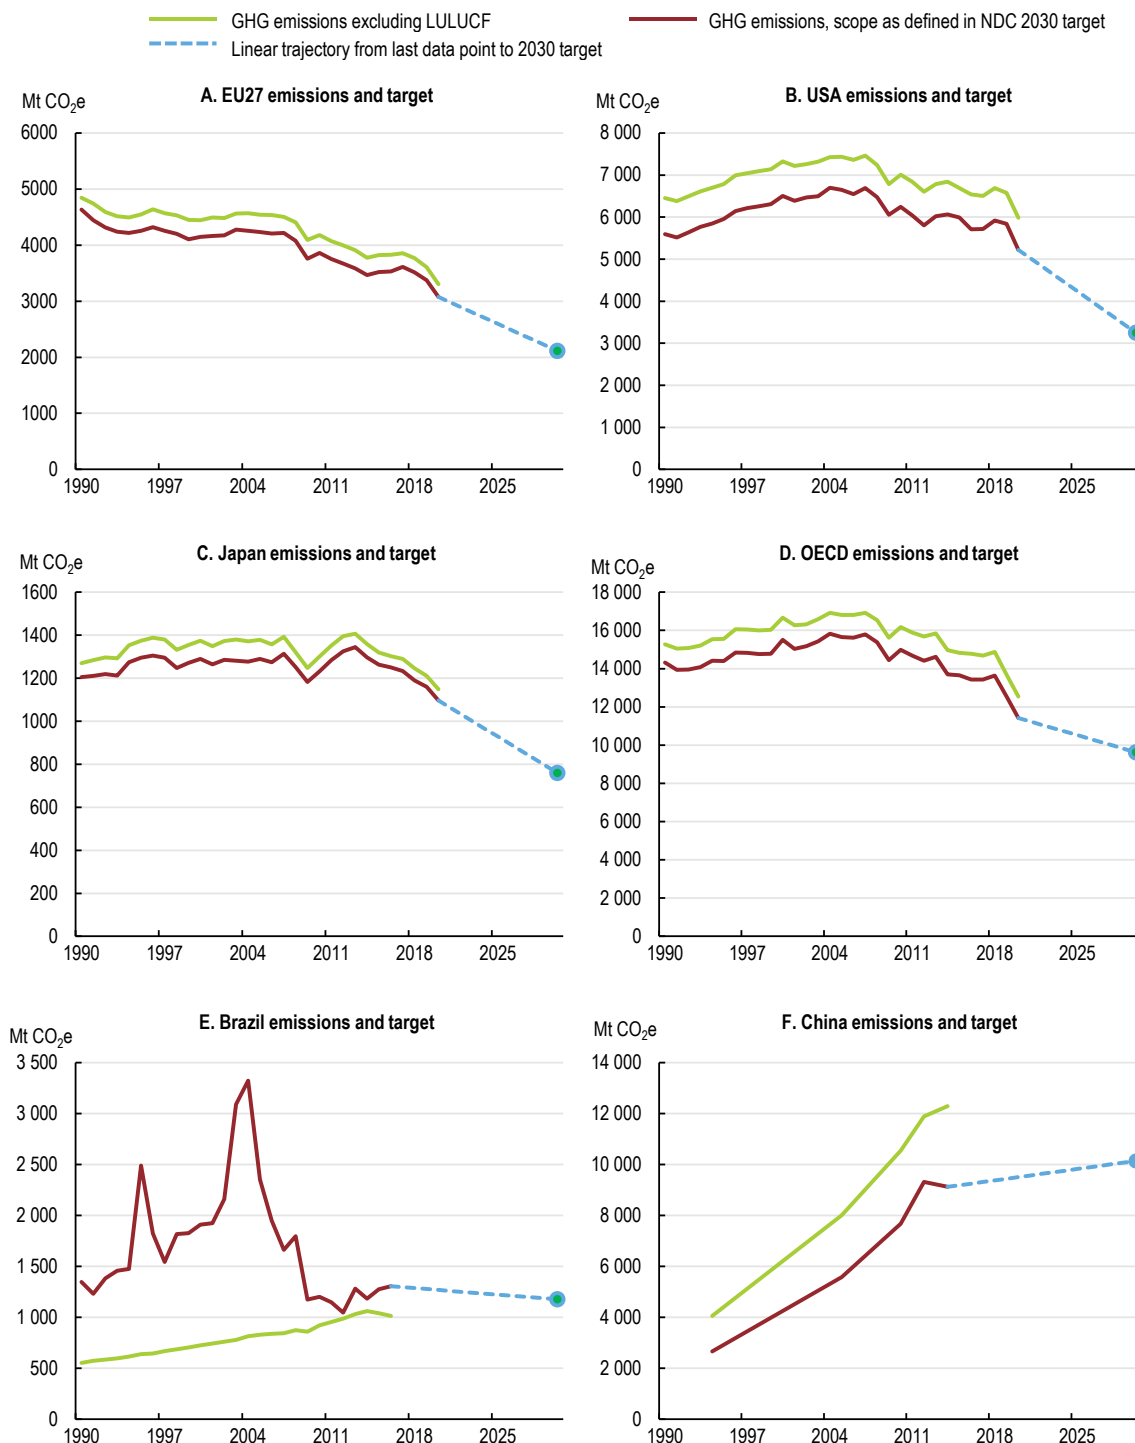 GHG emissions excluding LULUCF
GHG emissions, scope as defined in NDC 2030 target
Linear trajectory from last data point to 2030 target
A. EU27 emissions and target
Mt CO₂e
6000
5000
4000
3000
2000
1000
0
1990 1997 2004 2011 2018 2025
B. USA emissions and target
Mt CO₂e
8 000
7 000
6 000
5 000
4 000
3 000
2 000
1 000
0
1990 1997 2004 2011 2018 2025
C. Japan emissions and target
Mt CO₂e
1600
1400
1200
1000
800
600
400
200
0
1990 1997 2004 2011 2018 2025
D. OECD emissions and target
Mt CO₂e
18 000
16 000
14 000
12 000
10 000
8 000
6 000
4 000
2 000
0
1990 1997 2004 2011 2018 2025
E. Brazil emissions and target
Mt CO₂e
3 500
3 000
2 500
2 000
1 500
1 000
500
0
1990 1997 2004 2011 2018 2025
F. China emissions and target
Mt CO₂e
14 000
12 000
10 000
8 000
6 000
4 000
2 000
0
1990 1997 2004 2011 2018 2025